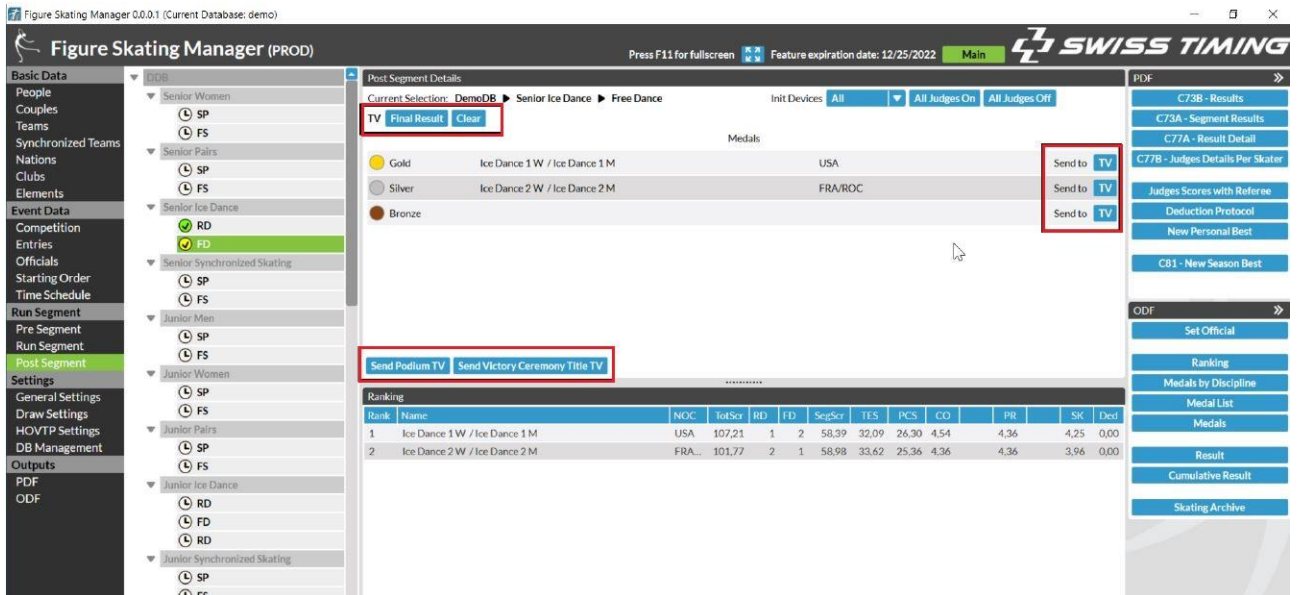 Figure Skating Manager 0.0.0.1 (Current Database: demo)
Figure Skating Manager (PROD)
Press F11 for fullscreen Feature expiration date: 12/25/2022 Main SWISS TIMING
Basic Data
People
Couples
Teams
Synchronized Teams
Nations
Clubs
Elements
Event Data
Competition
Entries
Officials
Starting Order
Time Schedule
Run Segment
Pre Segment
Run Segment
Post Segment
Settings
General Settings
Draw Settings
HOVTP Settings
DB Management
Outputs
PDF
ODF
DDB
Senior Women
SP
FS
Senior Pairs
SP
FS
Senior Ice Dance
RD
FD
Senior Synchronized Skating
SP
FS
Junior Men
SP
FS
Junior Women
SP
FS
Junior Pairs
SP
FS
Junior Ice Dance
RD
FD
RD
Junior Synchronized Skating
SP
FS
Post Segment Details
Current Selection: DemoDB ▶ Senior Ice Dance ▶ Free Dance Init Devices All All Judges On All Judges Off
TV Final Result Clear
Medals
Gold Ice Dance 1 W / Ice Dance 1 M USA Send to TV
Silver Ice Dance 2 W / Ice Dance 2 M FRA/ROC Send to TV
Bronze Send to TV
Send Podium TV Send Victory Ceremony Title TV
Ranking
Rank Name NOC TotScr RD FD SegScr TES PCS CO PR SK Ded
1 Ice Dance 1 W / Ice Dance 1 M USA 107,21 1 2 58,39 32,09 26,30 4,54 4,36 4,25 0,00
2 Ice Dance 2 W / Ice Dance 2 M FRA... 101,77 2 1 58,98 33,62 25,36 4,36 4,36 3,96 0,00
PDF
C73B - Results
C73A - Segment Results
C77A - Result Detail
C77B - Judges Details Per Skater
Judges Scores with Referee
Deduction Protocol
New Personal Best
C81 - New Season Best
ODF
Set Official
Ranking
Medals by Discipline
Medal List
Medals
Result
Cumulative Result
Skating Archive